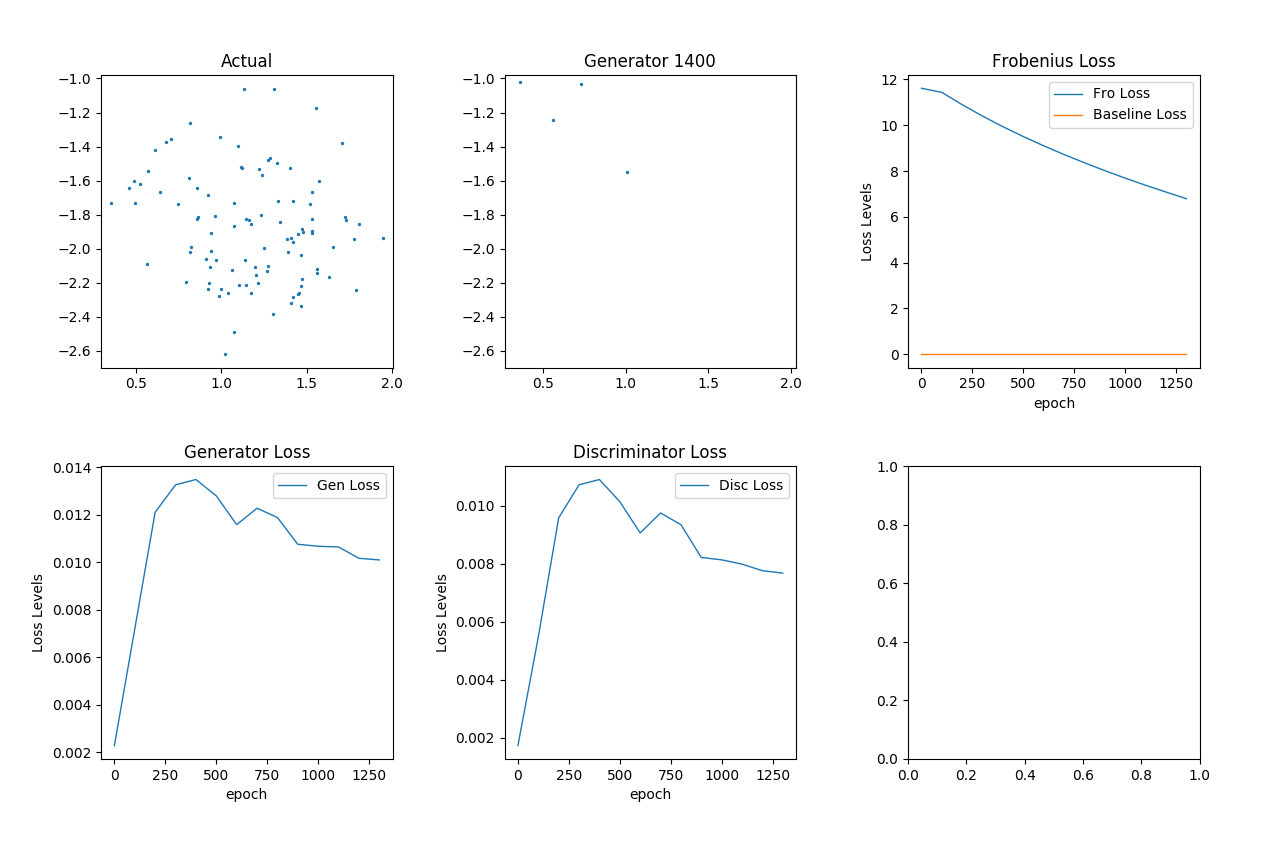 Actual
−1.0
−1.2
−1.4
−1.6
−1.8
−2.0
−2.2
−2.4
−2.6
0.5 1.0 1.5 2.0
Generator 1400
−1.0
−1.2
−1.4
−1.6
−1.8
−2.0
−2.2
−2.4
−2.6
0.5 1.0 1.5 2.0
Frobenius Loss
Fro Loss
Baseline Loss
Loss Levels
12
10
8
6
4
2
0
0 250 500 750 1000 1250
epoch
Generator Loss
Gen Loss
Loss Levels
0.014
0.012
0.010
0.008
0.006
0.004
0.002
0 250 500 750 1000 1250
epoch
Discriminator Loss
Disc Loss
Loss Levels
0.010
0.008
0.006
0.004
0.002
0 250 500 750 1000 1250
epoch
1.0
0.8
0.6
0.4
0.2
0.0
0.0 0.2 0.4 0.6 0.8 1.0